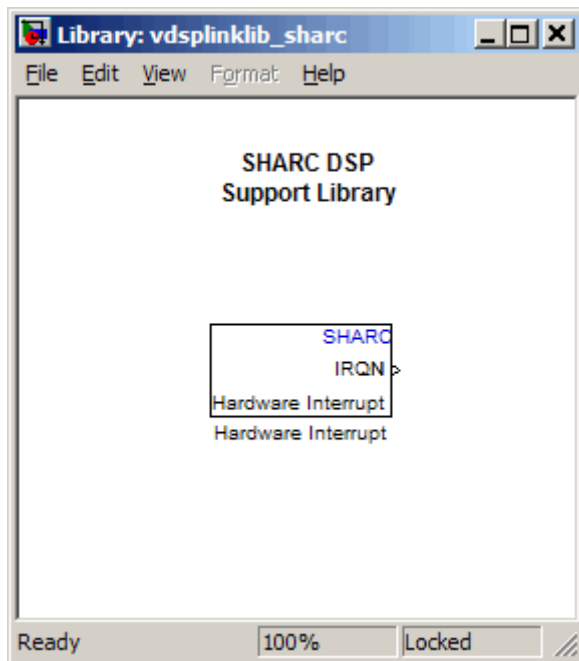 Library: vdsplinklib_sharc
File Edit View Format Help
SHARC DSP
Support Library
SHARC
IRQN
Hardware Interrupt
Hardware Interrupt
Ready 100% Locked